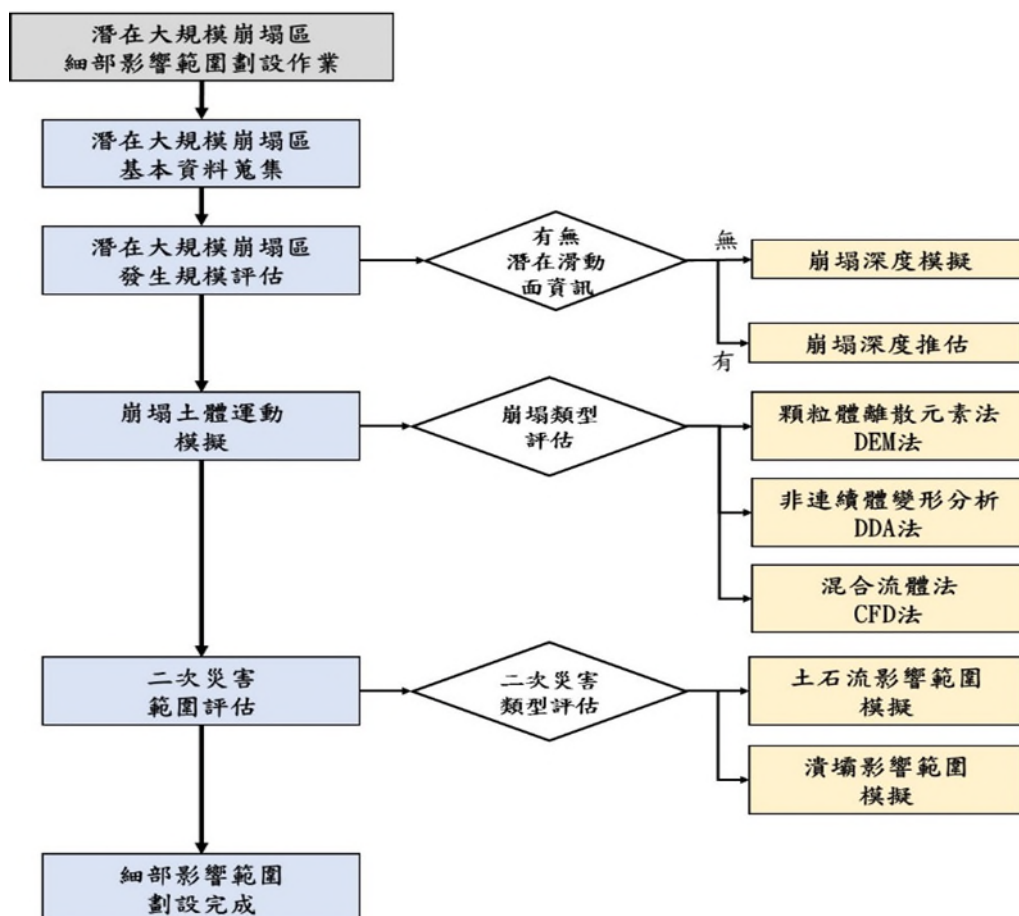 潛在大規模崩塌區
細部影響範圍劃設作業
潛在大規模崩塌區
基本資料蒐集
潛在大規模崩塌區
發生規模評估
有無
潛在滑動
面資訊
無
崩塌深度模擬
有
崩塌深度推估
崩塌土體運動
模擬
崩塌類型
評估
顆粒體離散元素法
DEM法
非連續體變形分析
DDA法
混合流體法
CFD法
二次災害
範圍評估
二次災害
類型評估
土石流影響範圍
模擬
潰壩影響範圍
模擬
細部影響範圍
劃設完成